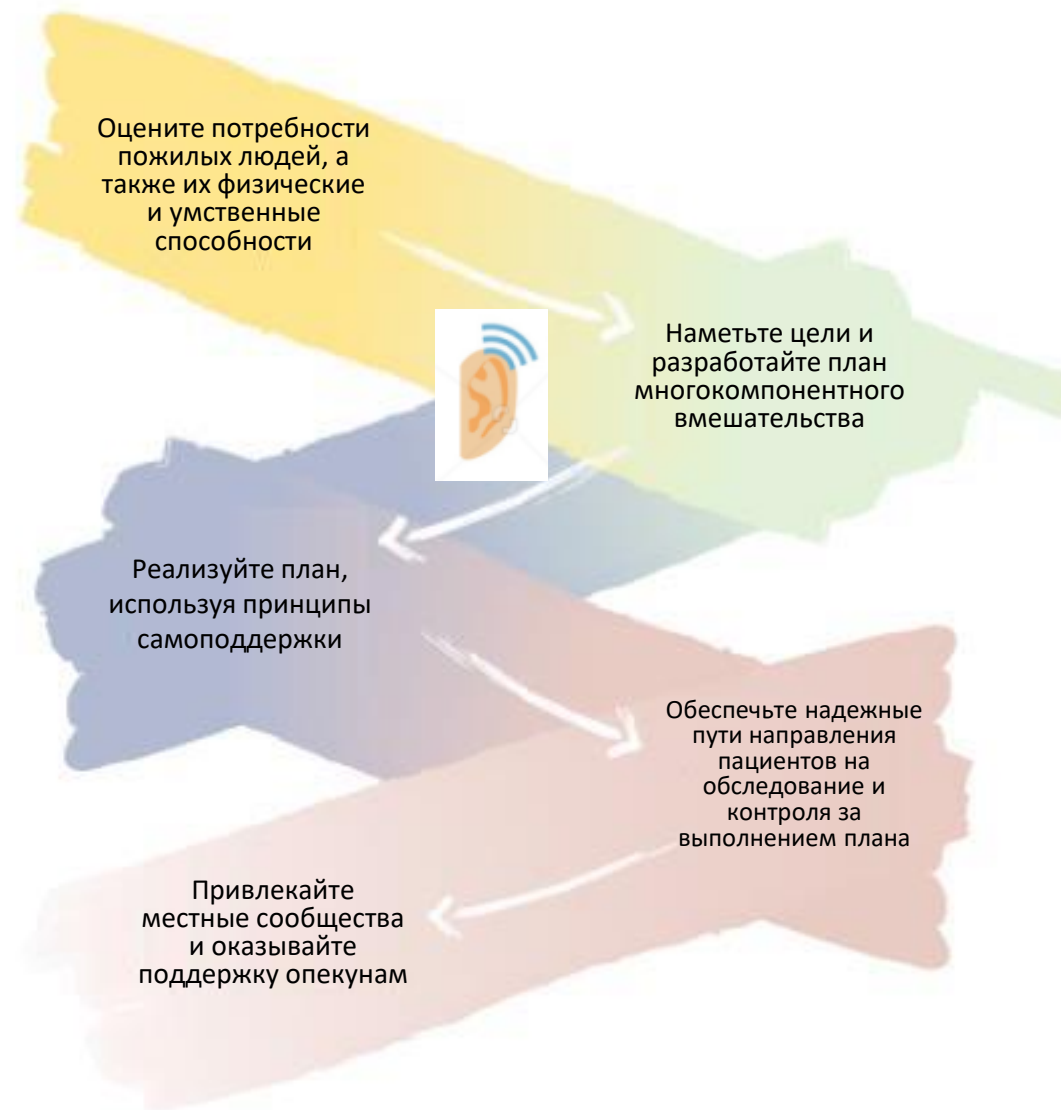 Оцените потребности
пожилых людей, а
также их физические
и умственные
способности
Наметьте цели и
разработайте план
многокомпонентного
вмешательства
Реализуйте план,
используя принципы
самоподдержки
Обеспечьте надежные
пути направления
пациентов на
обследование и
контроля за
выполнением плана
Привлекайте
местные сообщества
и оказывайте
поддержку опекунам